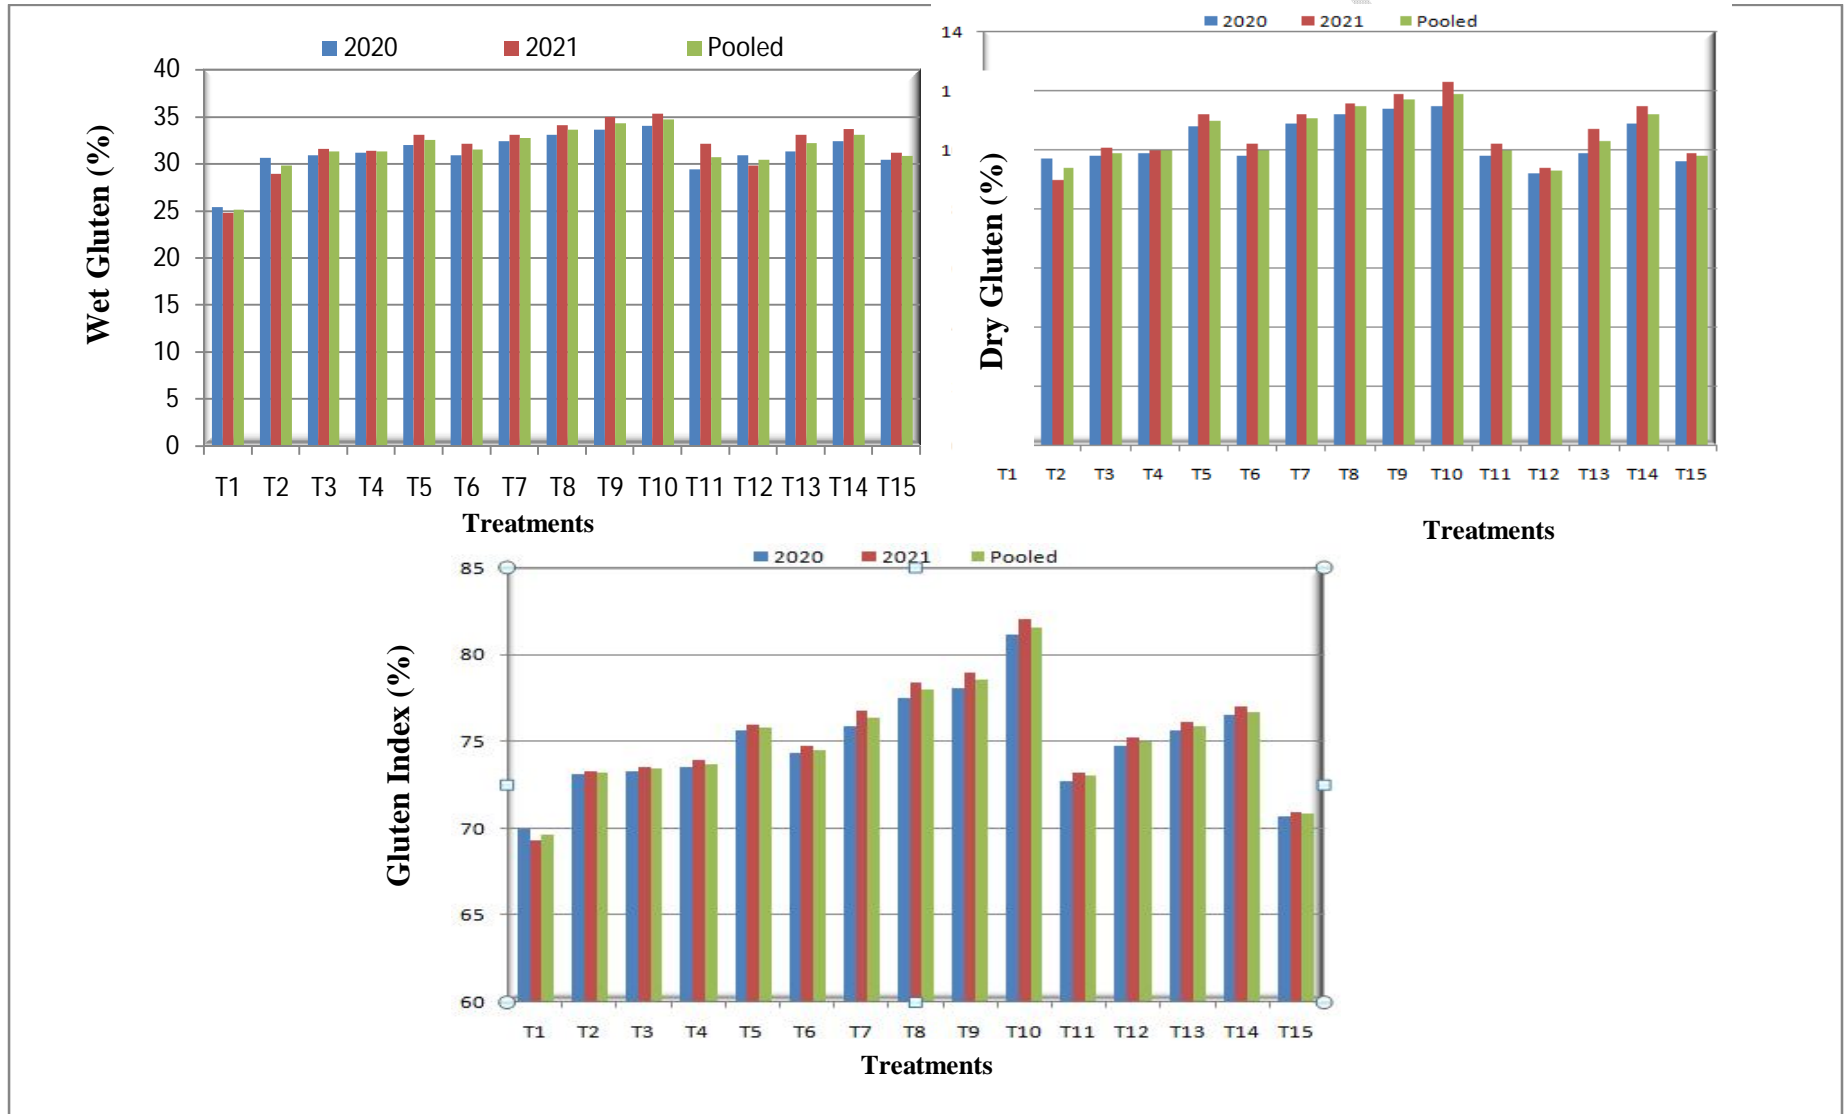 2020 2021 Pooled
40
35
30
25
20
15
10
5
0
Wet Gluten (%)
T1 T2 T3 T4 T5 T6 T7 T8 T9 T10 T11 T12 T13 T14 T15
Treatments
2020 2021 Pooled
14
1
1
Dry Gluten (%)
T1 T2 T3 T4 T5 T6 T7 T8 T9 T10 T11 T12 T13 T14 T15
Treatments
2020 2021 Pooled
85
80
75
70
65
60
Gluten Index (%)
T1 T2 T3 T4 T5 T6 T7 T8 T9 T10 T11 T12 T13 T14 T15
Treatments